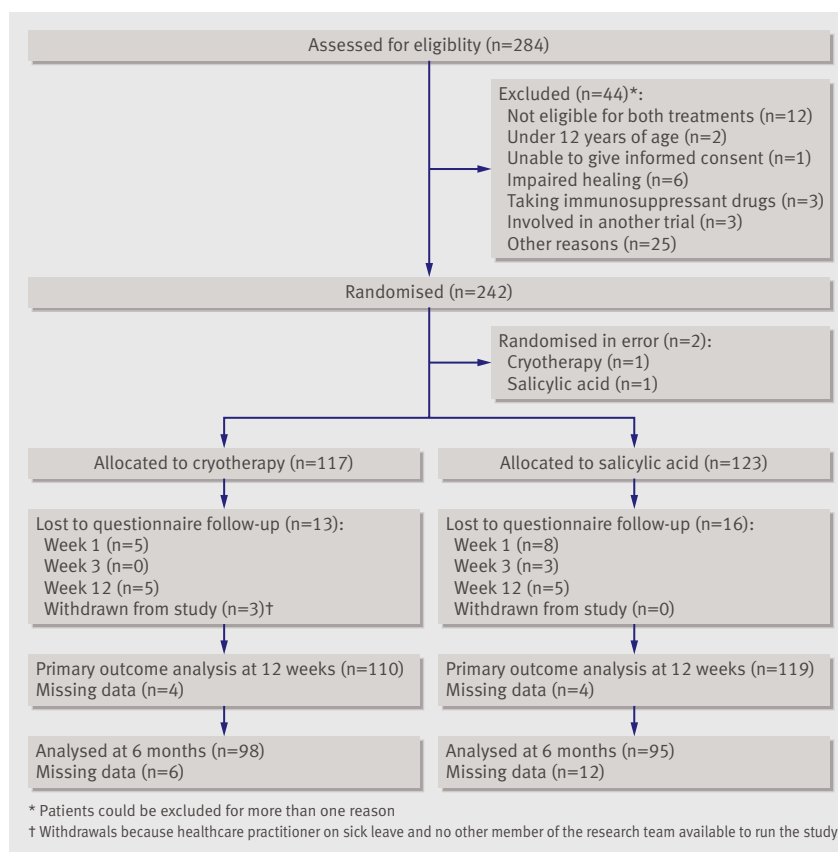 Assessed for eligiblity (n=284)
Excluded (n=44)*:
Not eligible for both treatments (n=12)
Under 12 years of age (n=2)
Unable to give informed consent (n=1)
Impaired healing (n=6)
Taking immunosuppressant drugs (n=3)
Involved in another trial (n=3)
Other reasons (n=25)
Randomised (n=242)
Randomised in error (n=2):
Cryotherapy (n=1)
Salicylic acid (n=1)
Allocated to cryotherapy (n=117)
Allocated to salicylic acid (n=123)
Lost to questionnaire follow-up (n=13):
Week 1 (n=5)
Week 3 (n=0)
Week 12 (n=5)
Withdrawn from study (n=3)†
Lost to questionnaire follow-up (n=16):
Week 1 (n=8)
Week 3 (n=3)
Week 12 (n=5)
Withdrawn from study (n=0)
Primary outcome analysis at 12 weeks (n=110)
Missing data (n=4)
Primary outcome analysis at 12 weeks (n=119)
Missing data (n=4)
Analysed at 6 months (n=98)
Missing data (n=6)
Analysed at 6 months (n=95)
Missing data (n=12)
* Patients could be excluded for more than one reason
† Withdrawals because healthcare practitioner on sick leave and no other member of the research team available to run the study